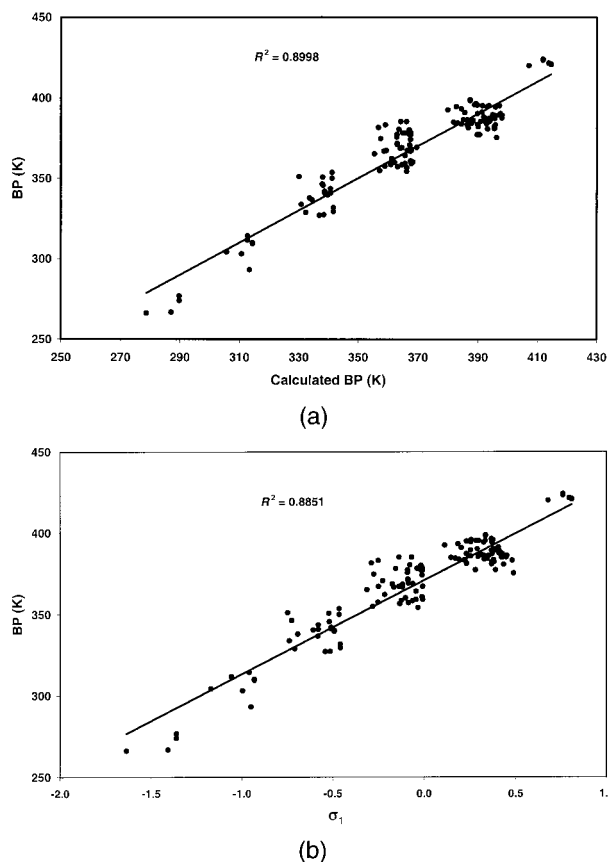 450
R² = 0.8998
400
BP (K)
350
300
250
250 270 290 310 330 350 370 390 410 430
Calculated BP (K)
(a)
450
R² = 0.8851
400
BP (K)
350
300
250
-2.0 -1.5 -1.0 -0.5 0.0 0.5 1.
σ₁
(b)